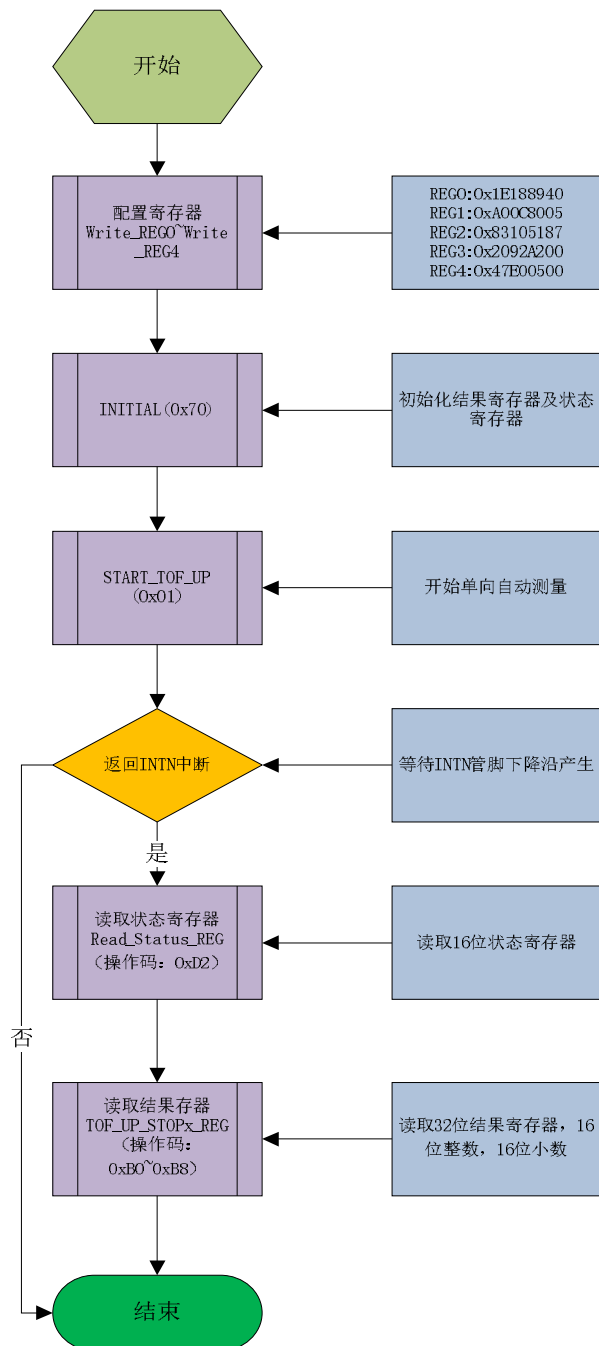 开始
配置寄存器
Write_REG0~Write
_REG4
REG0:0x1E188940
REG1:0xA00C8005
REG2:0x83105187
REG3:0x2092A200
REG4:0x47E00500
INITIAL(0x70)
初始化结果寄存器及状态
寄存器
START_TOF_UP
(0x01)
开始单向自动测量
返回INTN中断
等待INTN管脚下降沿产生
是
读取状态寄存器
Read_Status_REG
(操作码：0xD2)
读取16位状态寄存器
否
读取结果存器
TOF_UP_STOPx_REG
(操作码：
0xB0~0xB8)
读取32位结果寄存器，16
位整数，16位小数
结束